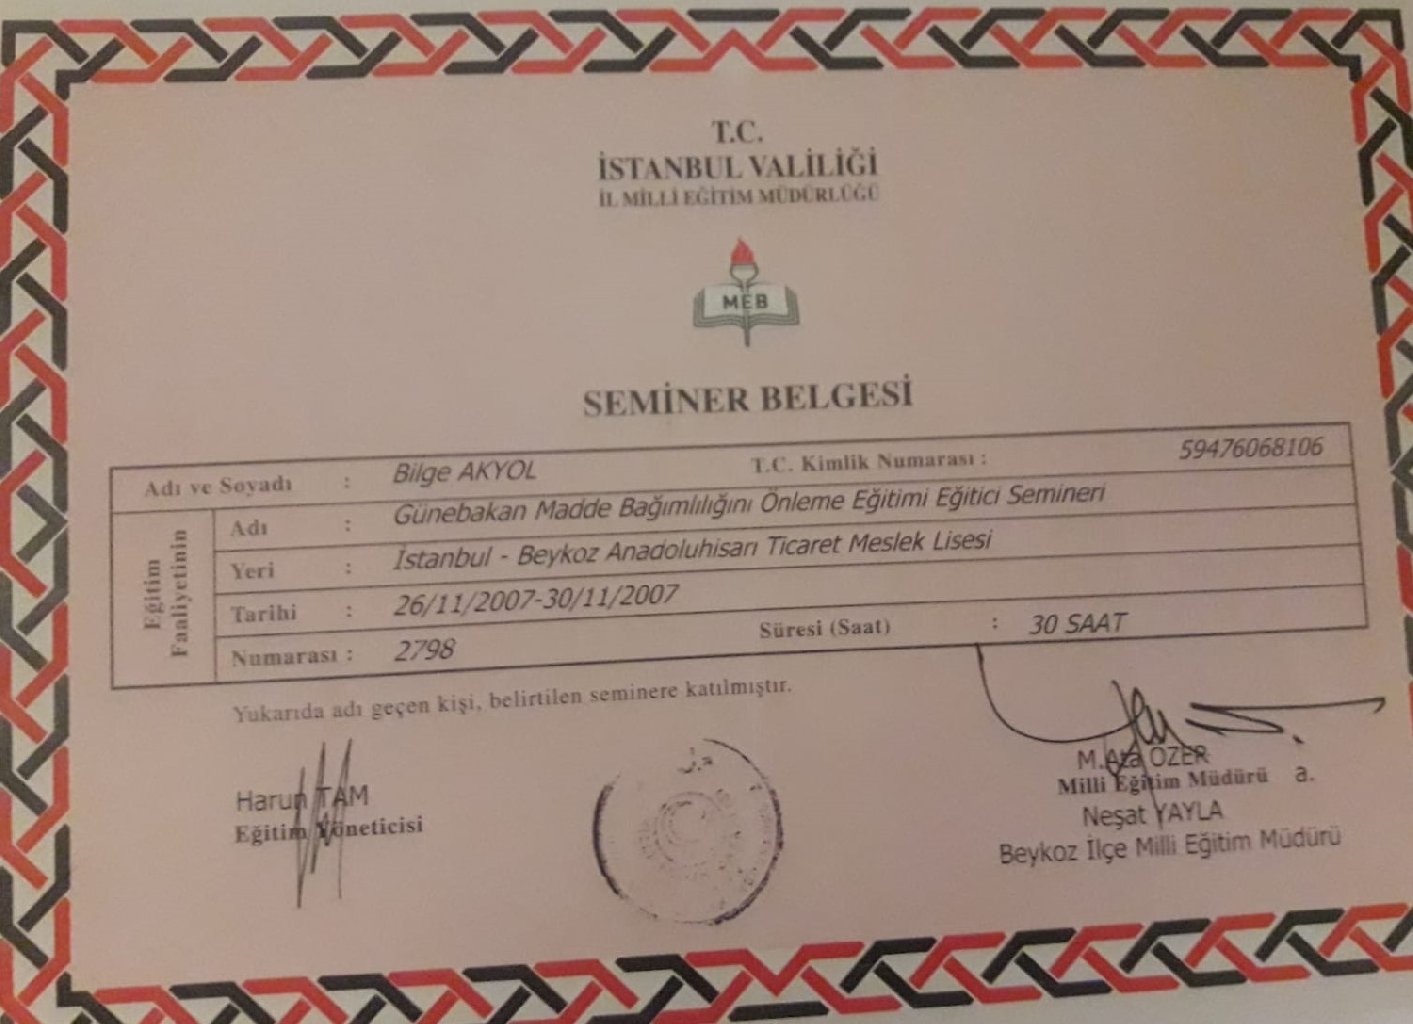 T.C.
İSTANBUL VALİLİĞİ
İL MİLLİ EĞİTİM MÜDÜRLÜĞÜ
MEB
SEMİNER BELGESİ
Adı ve Soyadı : Bilge AKYOL T.C. Kimlik Numarası : 59476068106
Eğitim Faaliyetinin
Adı : Günebakan Madde Bağımlılığını Önleme Eğitimi Eğitici Semineri
Yeri : İstanbul - Beykoz Anadoluhisarı Ticaret Meslek Lisesi
Tarihi : 26/11/2007-30/11/2007
Numarası : 2798 Süresi (Saat) : 30 SAAT
Yukarıda adı geçen kişi, belirtilen seminere katılmıştır.
Harun TAM
Eğitim Yöneticisi
M.Ata ÖZER
Milli Eğitim Müdürü a.
Neşat YAYLA
Beykoz İlçe Milli Eğitim Müdürü